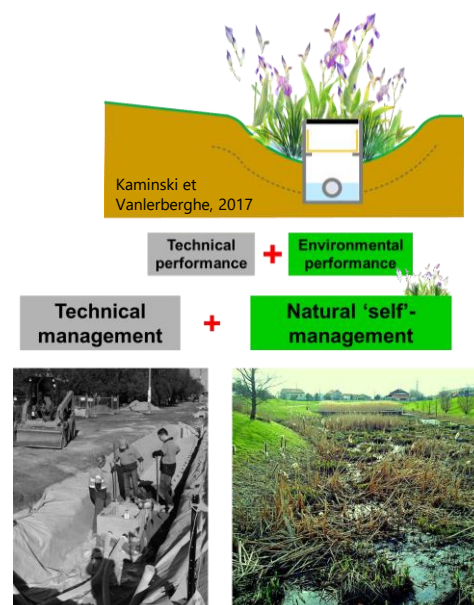 Kaminski et
Vanlerberghe, 2017
Technical
performance
+
Environmental
performance
Technical
management
+
Natural ‘self’-
management